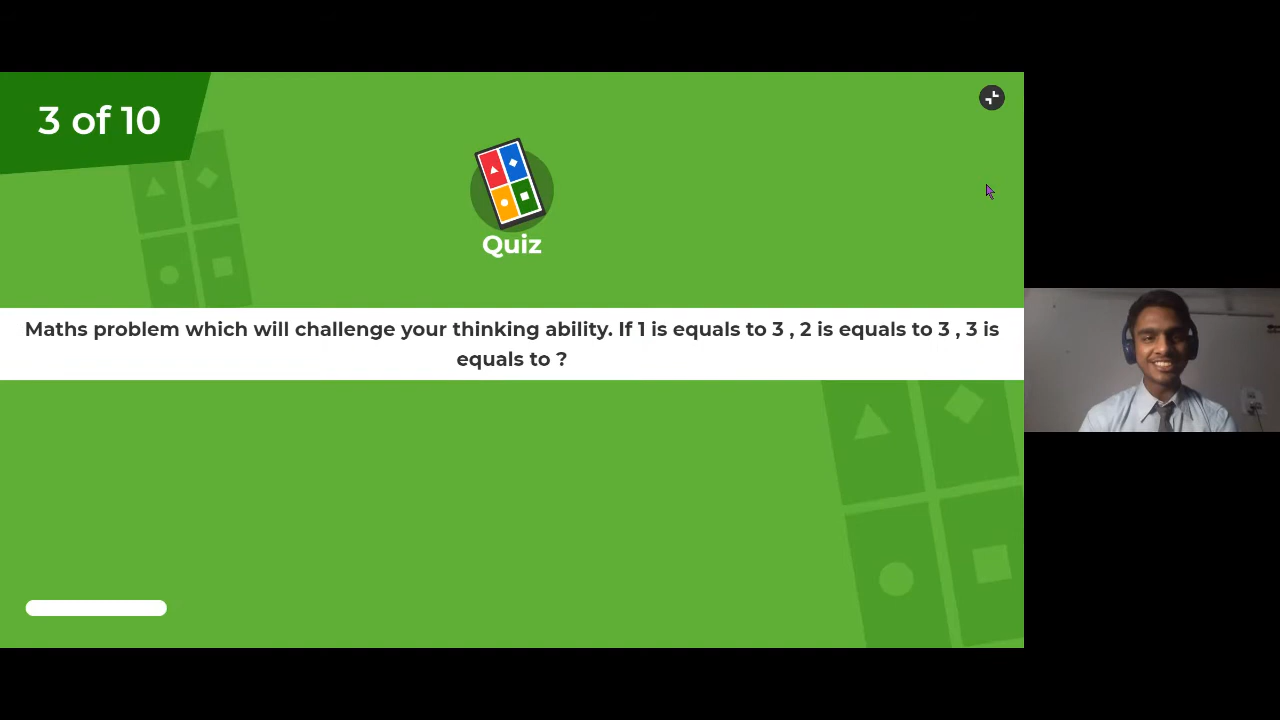 3 of 10
Quiz
Maths problem which will challenge your thinking ability. If 1 is equals to 3 , 2 is equals to 3 , 3 is
equals to ?